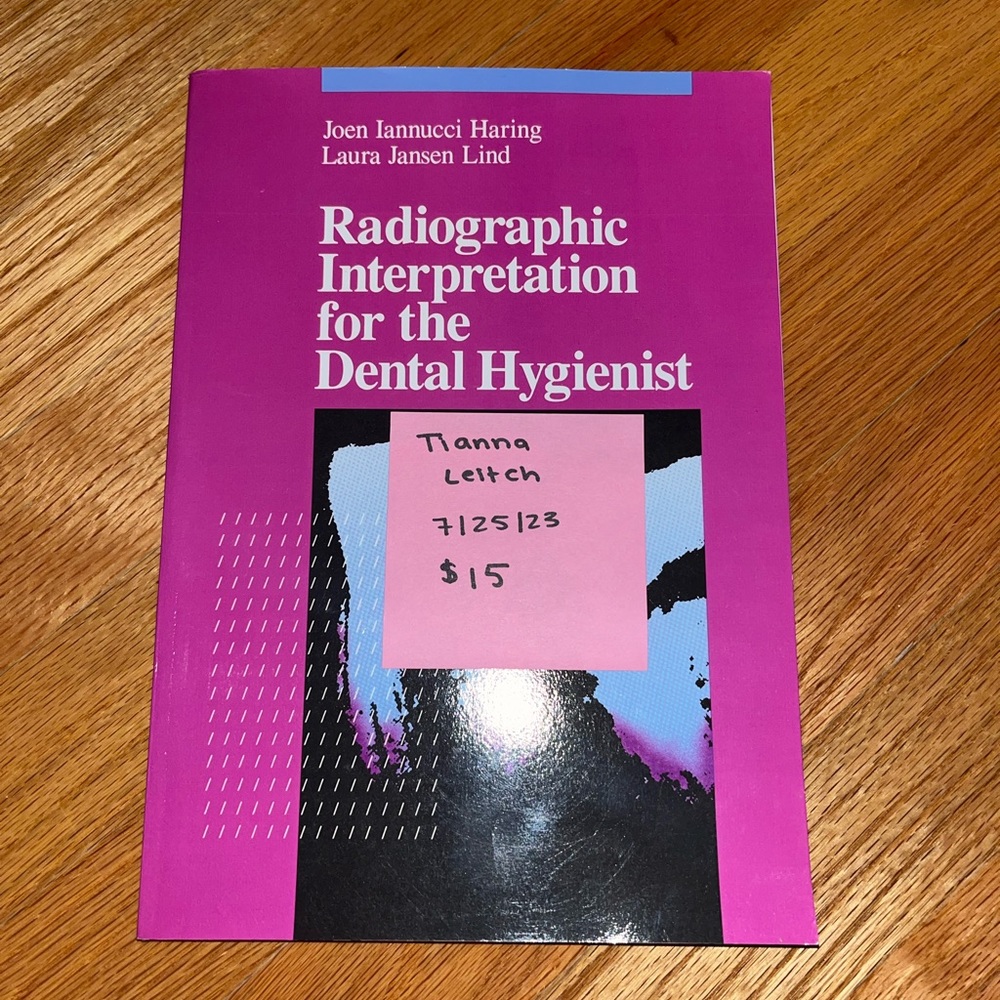 Joen Iannucci Haring
Laura Jansen Lind
Radiographic
Interpretation
for the
Dental Hygienist
Tianna
Leitch
7/25/23
$15